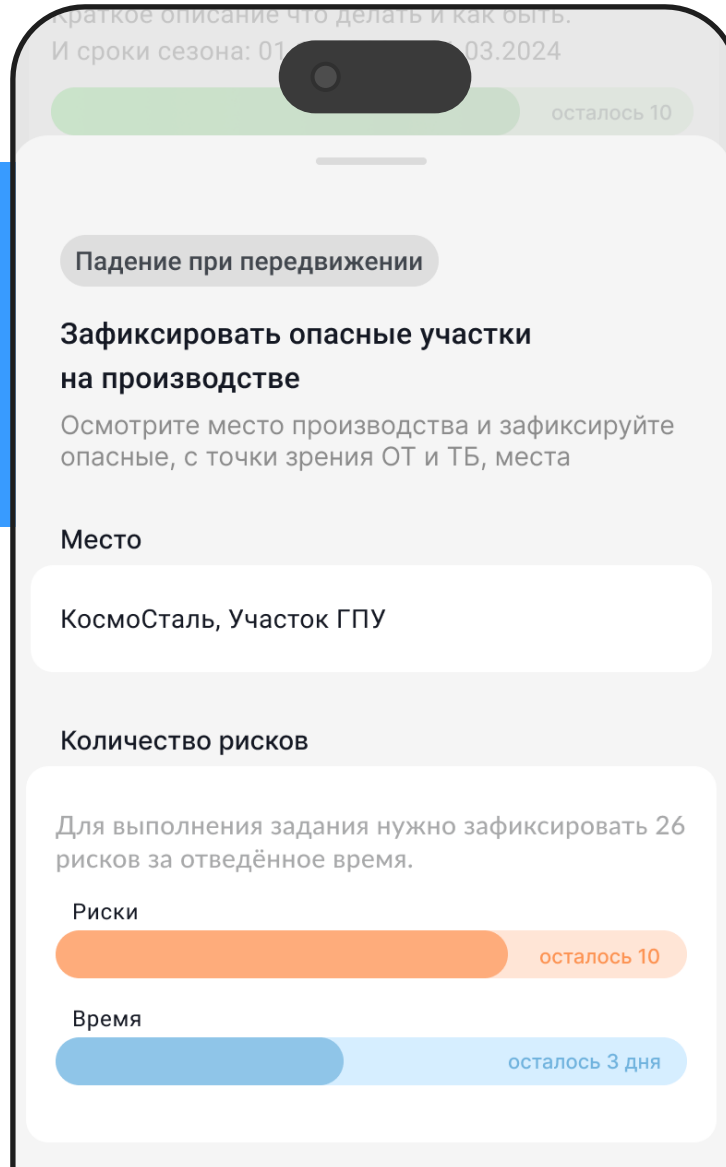 Краткое описание что делать и как быть.
И сроки сезона: 01 03.2024
осталось 10
Падение при передвижении
Зафиксировать опасные участки
на производстве
Осмотрите место производства и зафиксируйте
опасные, с точки зрения ОТ и ТБ, места
Место
КосмоСталь, Участок ГПУ
Количество рисков
Для выполнения задания нужно зафиксировать 26
рисков за отведённое время.
Риски
осталось 10
Время
осталось 3 дня